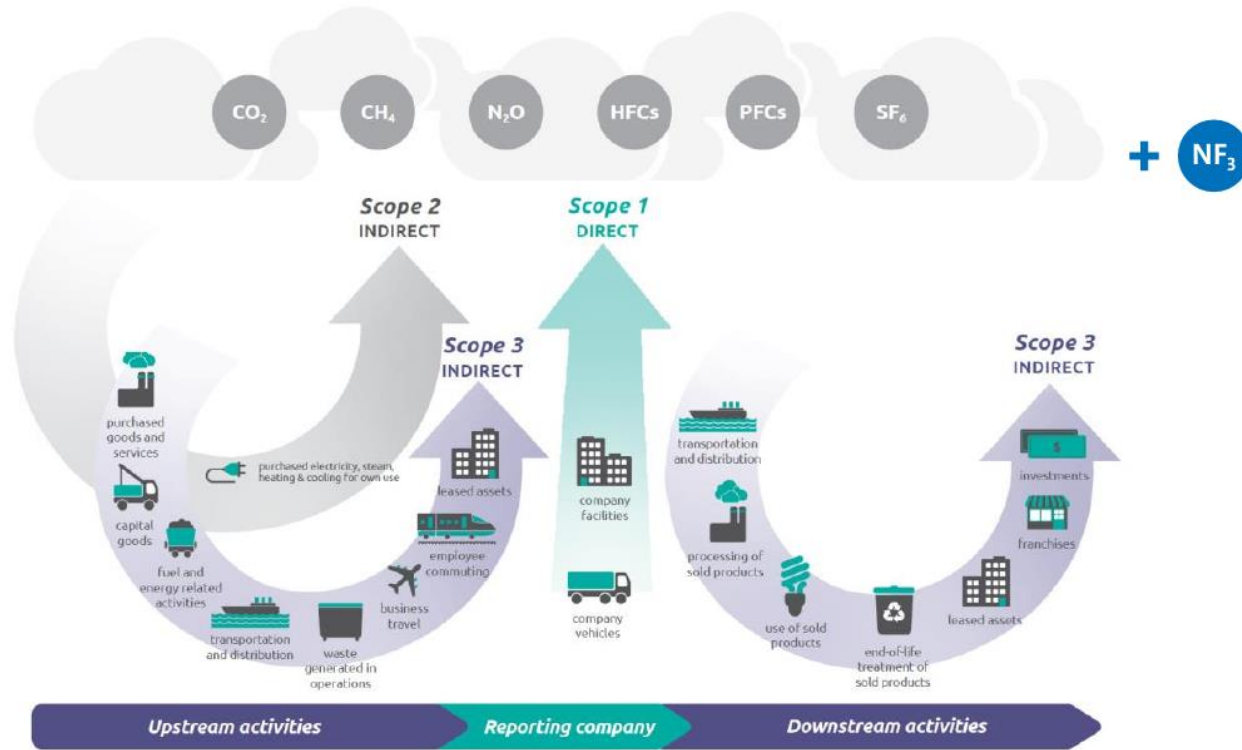 CO₂
CH₄
N₂O
HFCs
PFCs
SF₆
+
NF₃
Scope 2
INDIRECT
Scope 1
DIRECT
Scope 3
INDIRECT
Scope 3
INDIRECT
purchased
goods and
services
capital
goods
fuel and
energy related
activities
purchased electricity, steam,
heating & cooling for own use
transportation
and distribution
waste
generated in
operations
business
travel
employee
commuting
leased assets
company
facilities
company
vehicles
transportation
and distribution
processing of
sold products
use of sold
products
end-of-life
treatment of
sold products
leased assets
franchises
$
investments
Upstream activities
Reporting company
Downstream activities